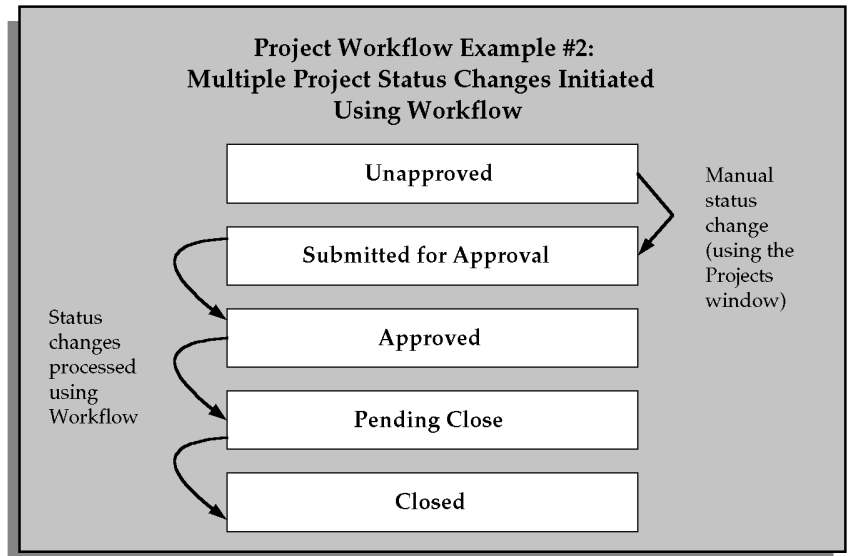 Project Workflow Example #2:
Multiple Project Status Changes Initiated
Using Workflow
Unapproved
Manual
status
change
(using the
Projects
window)
Submitted for Approval
Status
changes
processed
using
Workflow
Approved
Pending Close
Closed